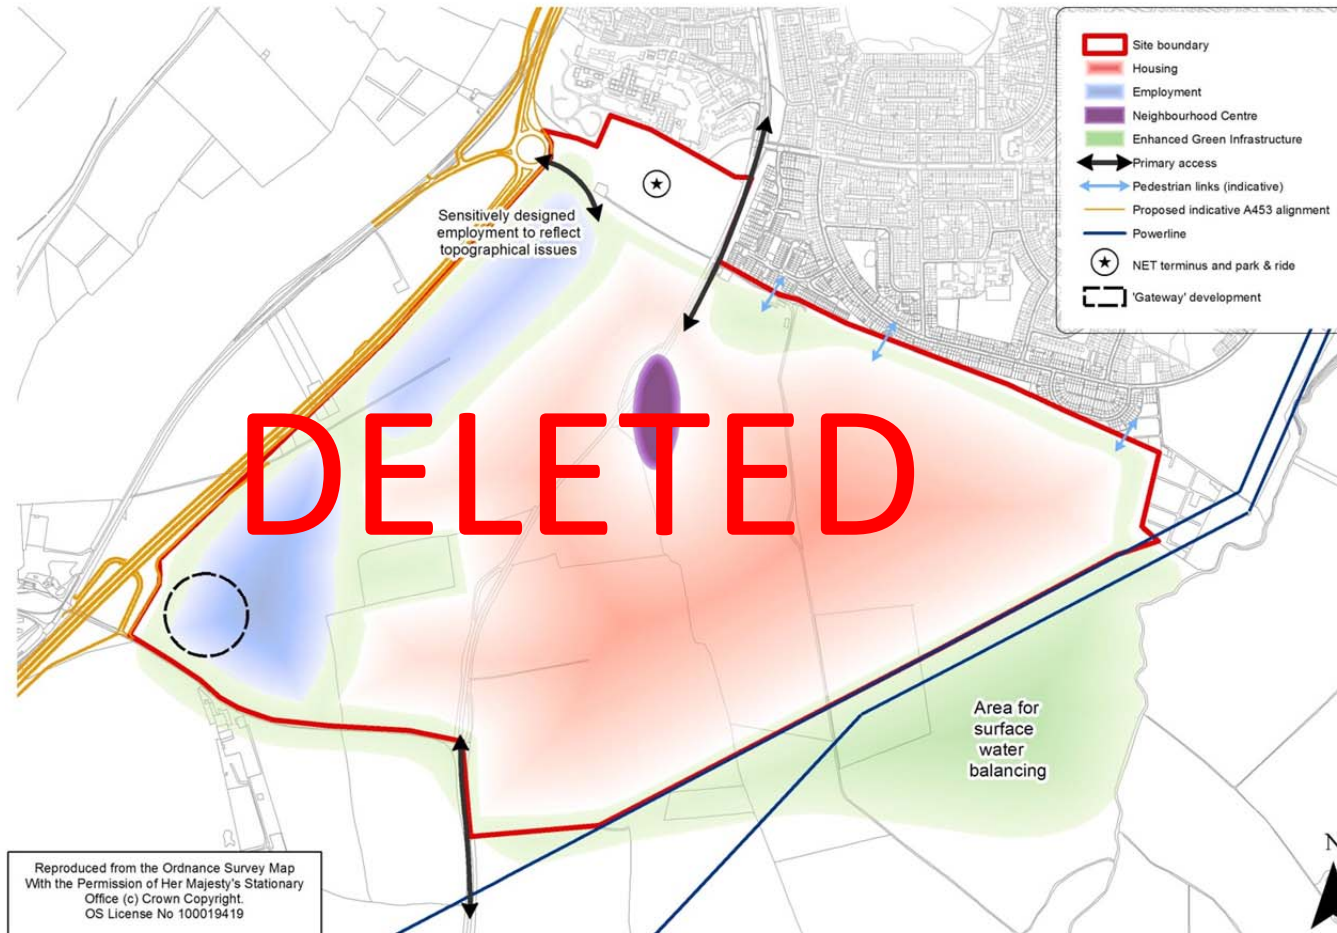 Site boundary
Housing
Employment
Neighbourhood Centre
Enhanced Green Infrastructure
Primary access
Pedestrian links (indicative)
Proposed indicative A453 alignment
Powerline
NET terminus and park & ride
'Gateway' development
Sensitively designed
employment to reflect
topographical issues
DELETED
Area for
surface
water
balancing
Reproduced from the Ordnance Survey Map
With the Permission of Her Majesty's Stationary
Office (c) Crown Copyright.
OS License No 100019419
N